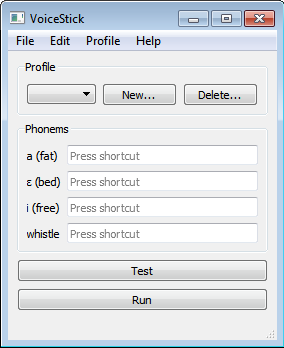 VoiceStick
File Edit Profile Help
Profile
New... Delete...
Phonems
a (fat) Press shortcut
ε (bed) Press shortcut
i (free) Press shortcut
whistle Press shortcut
Test
Run